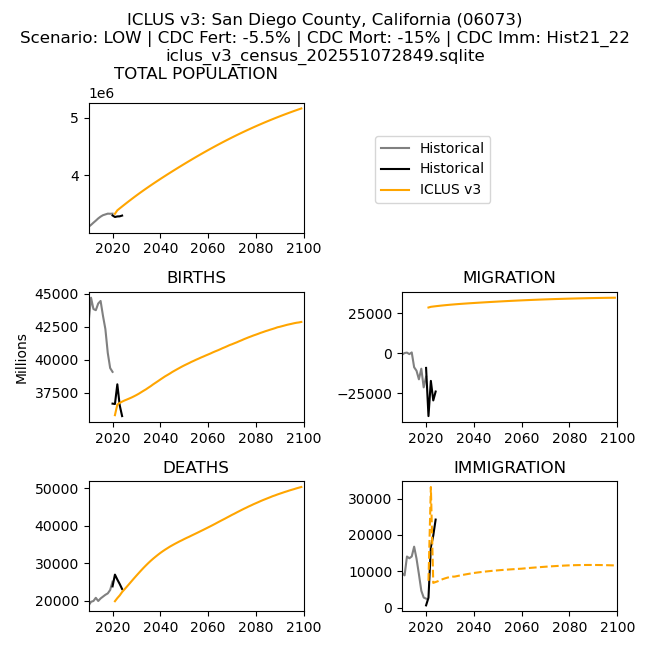 ICLUS v3: San Diego County, California (06073)
Scenario: LOW | CDC Fert: -5.5% | CDC Mort: -15% | CDC Imm: Hist21_22
iclus_v3_census_202551072849.sqlite
TOTAL POPULATION
1e6
5
4
2020 2040 2060 2080 2100
Historical
Historical
ICLUS v3
BIRTHS
Millions
45000
42500
40000
37500
2020 2040 2060 2080 2100
MIGRATION
25000
0
−25000
2020 2040 2060 2080 2100
DEATHS
50000
40000
30000
20000
2020 2040 2060 2080 2100
IMMIGRATION
30000
20000
10000
0
2020 2040 2060 2080 2100